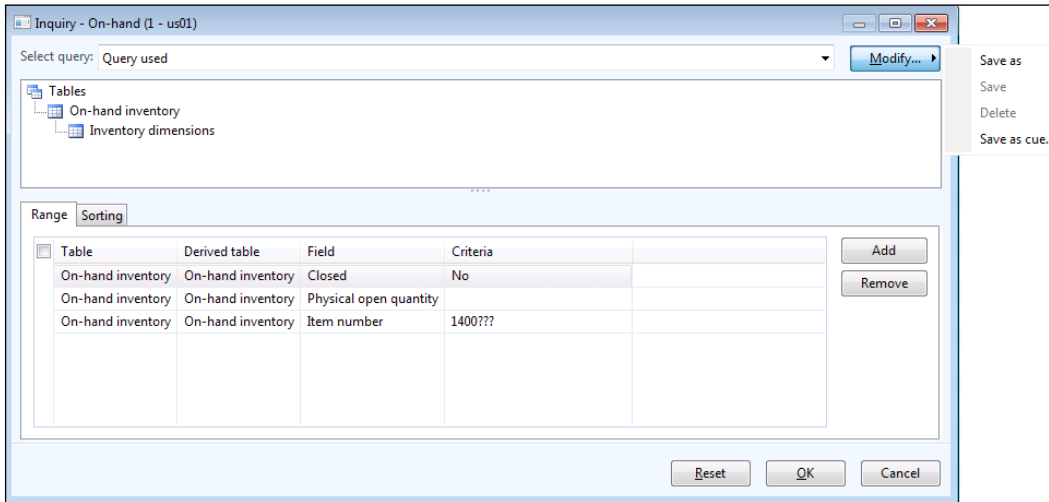 Inquiry - On-hand (1 - us01)
Select query: Query used Modify...
Save as
Save
Delete
Save as cue.
Tables
On-hand inventory
Inventory dimensions
Range Sorting
Table Derived table Field Criteria
On-hand inventory On-hand inventory Closed No
On-hand inventory On-hand inventory Physical open quantity
On-hand inventory On-hand inventory Item number 1400???
Add
Remove
Reset OK Cancel